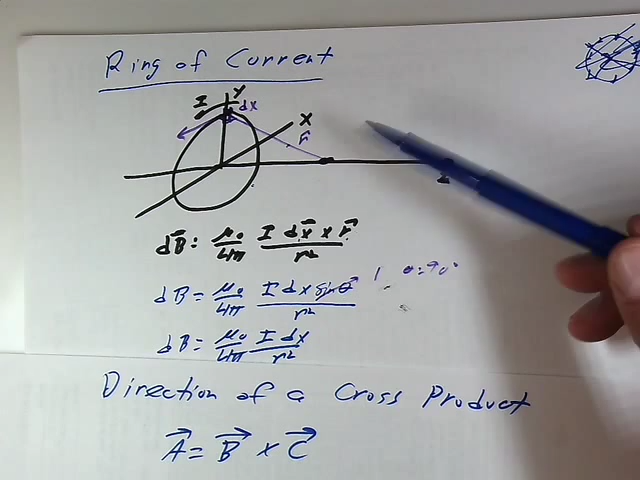 Ring of Current
I Y dx
X
r̂
dB⃗ = μ₀/4π I dx⃗ × r̂/r²
dB = μ₀/4π I dx sinθ/r² 1 θ=90°
dB = μ₀/4π I dx/r²
Direction of a Cross Product
A⃗ = B⃗ x C⃗